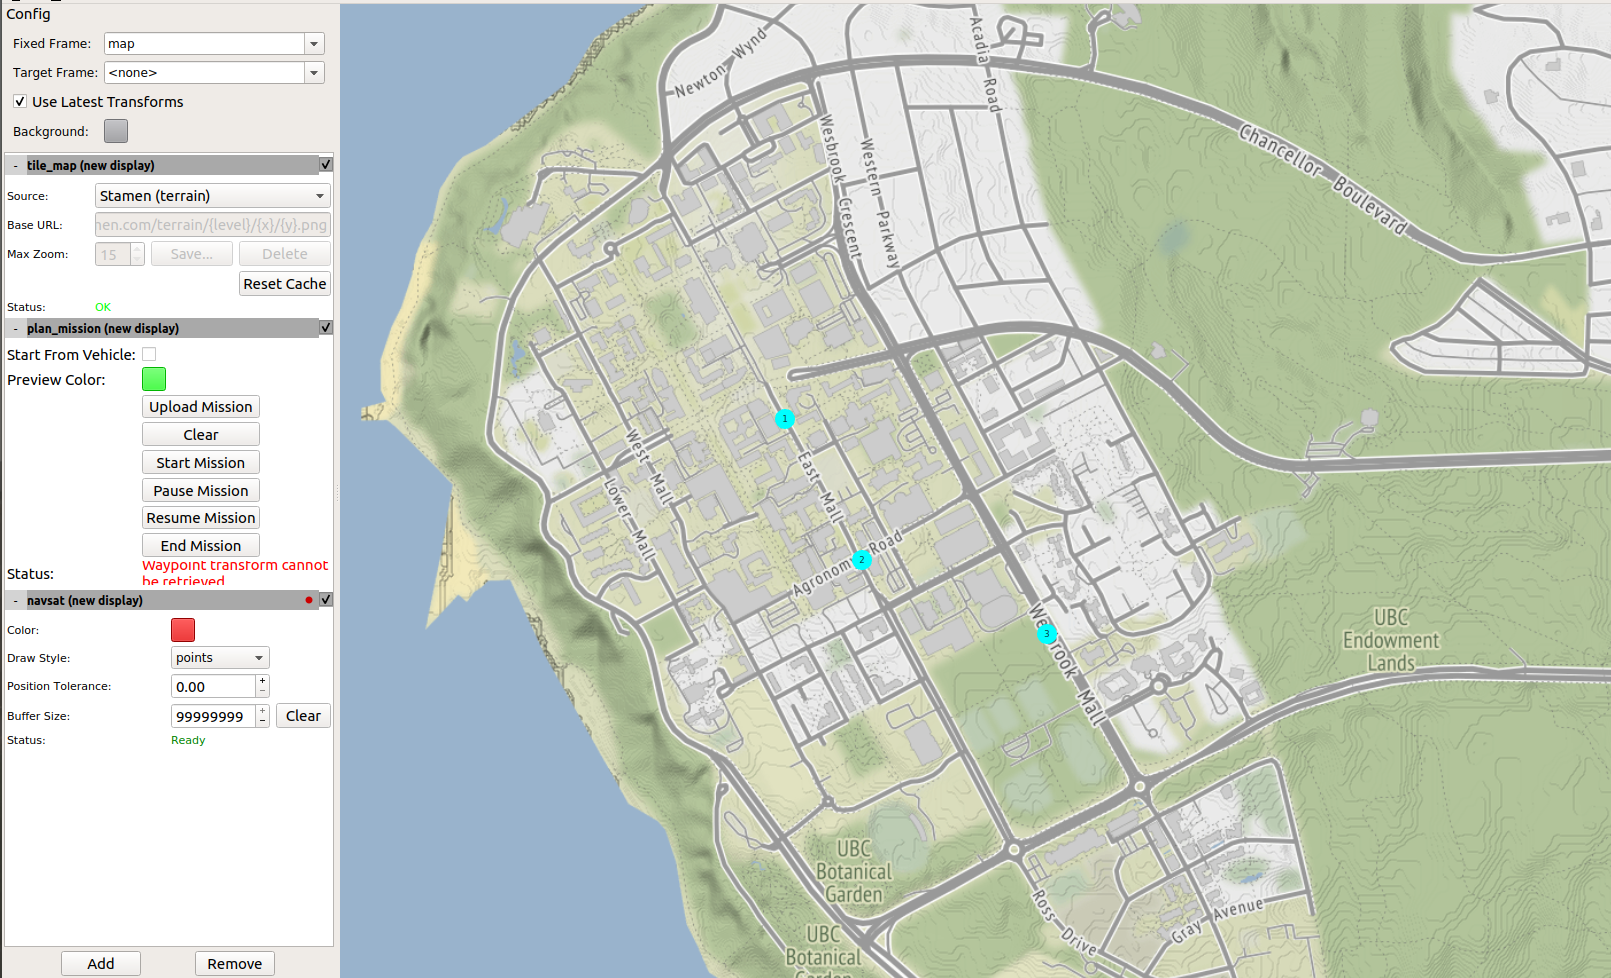 Config
Fixed Frame: map
Target Frame: <none>
Use Latest Transforms
Background:
- tile_map (new display)
Source: Stamen (terrain)
Base URL: nen.com/terrain/{level}/{x}/{y}.png
Max Zoom: 15 Save... Delete
Reset Cache
Status: OK
- plan_mission (new display)
Start From Vehicle:
Preview Color:
Upload Mission
Clear
Start Mission
Pause Mission
Resume Mission
End Mission
Status: Waypoint transform cannot
be retrieved
- navsat (new display)
Color:
Draw Style: points
Position Tolerance: 0.00
Buffer Size: 99999999 Clear
Status: Ready
Add Remove
Newton Wynd
Acadia Road
Wesbrook Crescent
Western Parkway
Chancellor Boulevard
1
West Mall
Lower Mall
East Mall
Agronomy Road
2
Wesbrook Mall
3
UBC
Endowment
Lands
UBC
Botanical
Garden
UBC
Botanical
Garden
Ross Drive
Gray Avenue